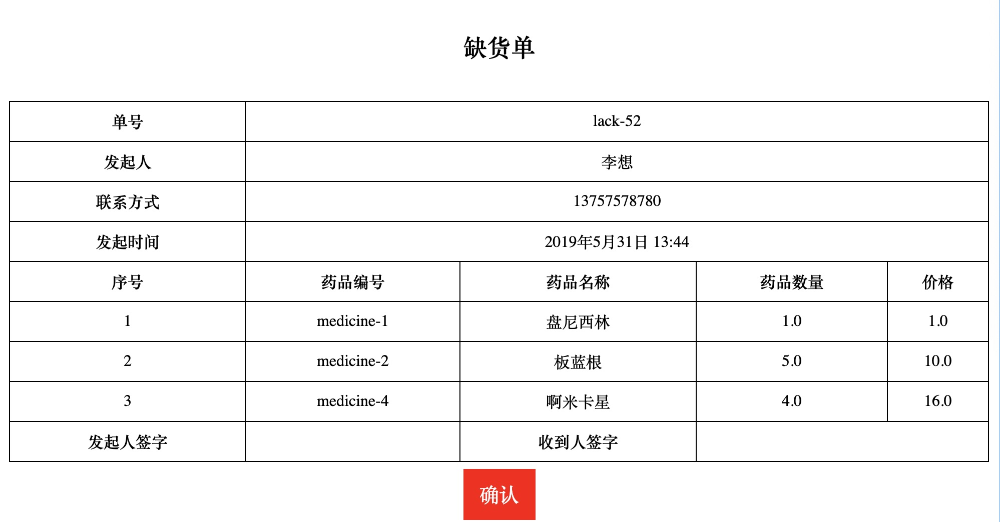 缺货单
单号 lack-52
发起人 李想
联系方式 13757578780
发起时间 2019年5月31日 13:44
序号 药品编号 药品名称 药品数量 价格
1 medicine-1 盘尼西林 1.0 1.0
2 medicine-2 板蓝根 5.0 10.0
3 medicine-4 啊米卡星 4.0 16.0
发起人签字 收到人签字
确认